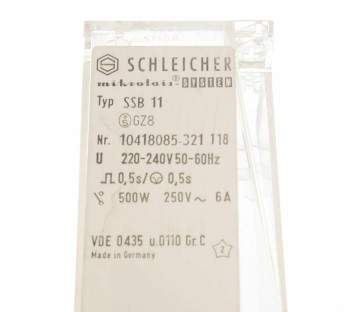 SCHLEICHER
mikrolais-SYSTEM
Typ SSB 11
GZ8
Nr. 10418085-321 118
U 220-240V 50-60Hz
0,5s/ 0,5s
500W 250V ~ 6A
VDE 0435 u.0110 Gr.C 2
Made in Germany